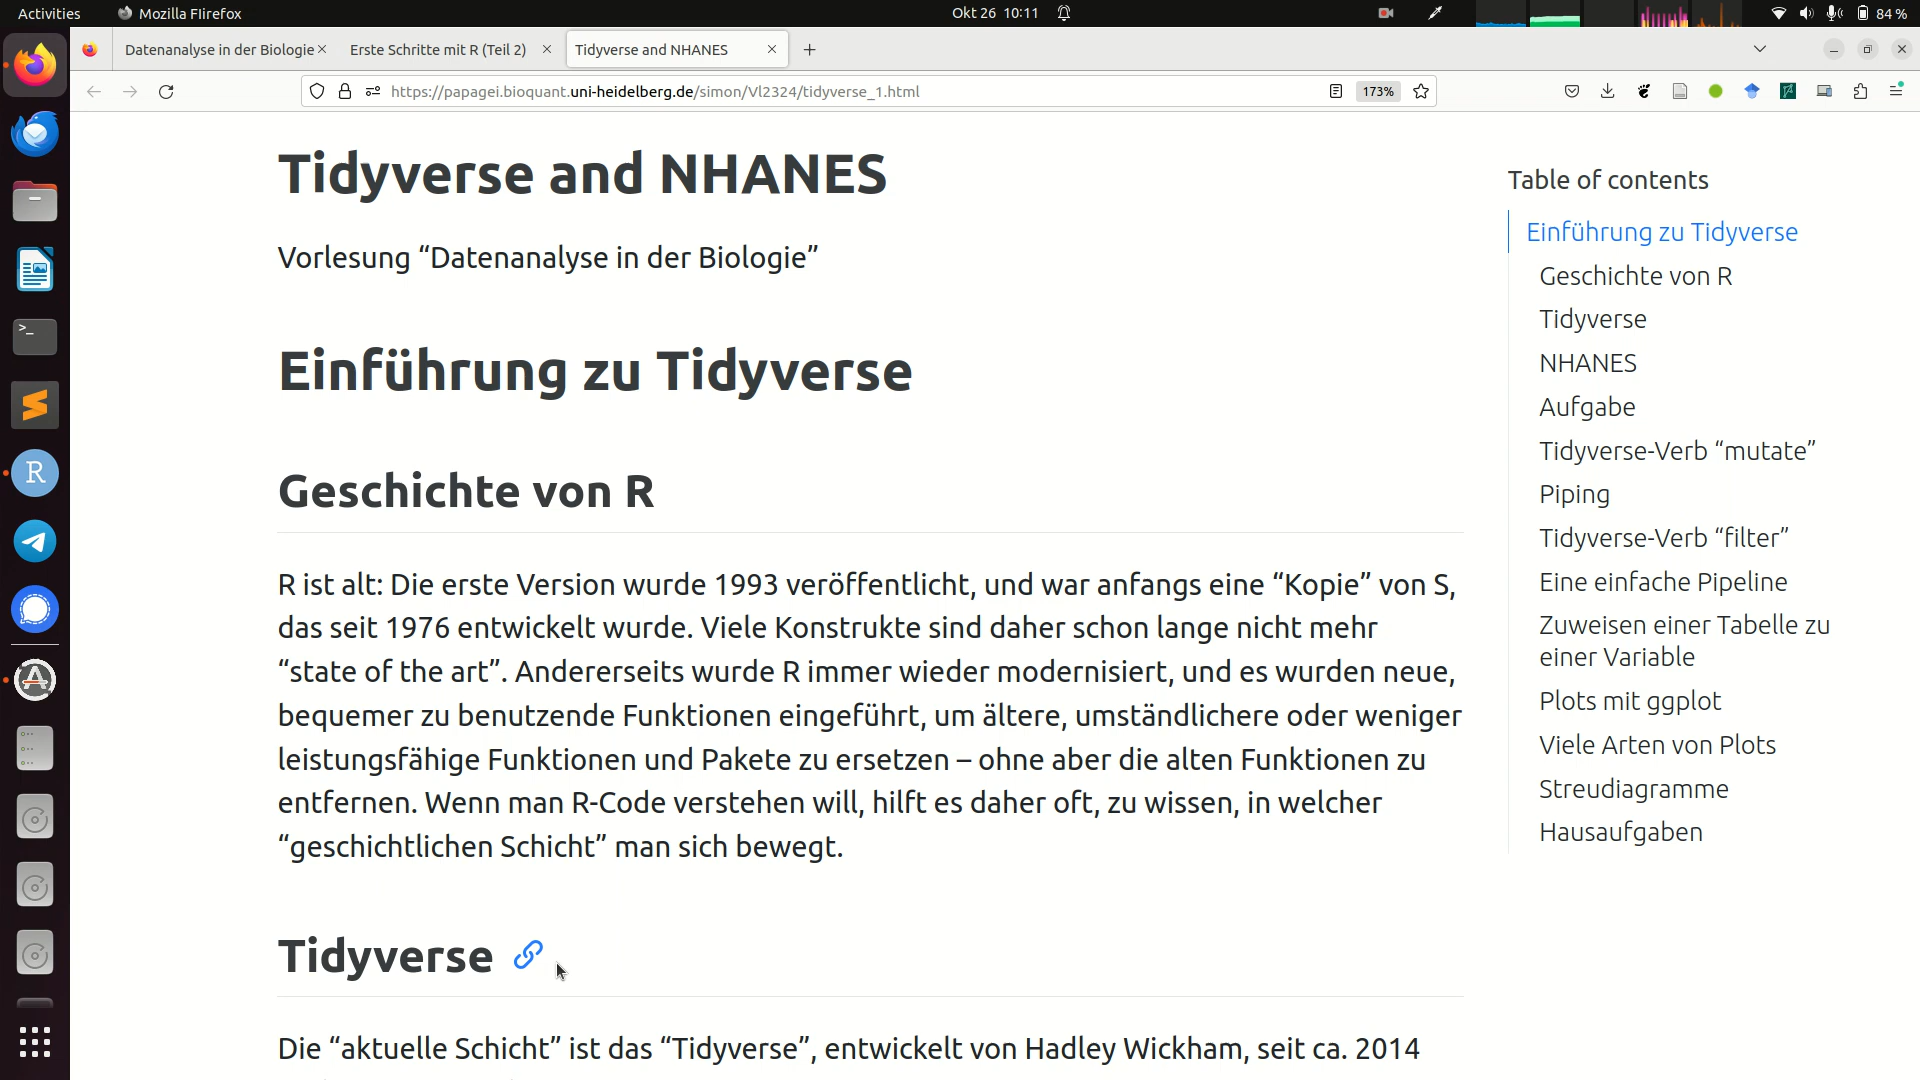 Activities
Mozilla Flirefox
Okt 26 10:11
84 %
Datenanalyse in der Biologie
Erste Schritte mit R (Teil 2)
Tidyverse and NHANES
https://papagei.bioquant.uni-heidelberg.de/simon/Vl2324/tidyverse_1.html
173%
Tidyverse and NHANES
Vorlesung “Datenanalyse in der Biologie”
Einführung zu Tidyverse
Geschichte von R
R ist alt: Die erste Version wurde 1993 veröffentlicht, und war anfangs eine “Kopie” von S,
das seit 1976 entwickelt wurde. Viele Konstrukte sind daher schon lange nicht mehr
“state of the art”. Andererseits wurde R immer wieder modernisiert, und es wurden neue,
bequemer zu benutzende Funktionen eingeführt, um ältere, umständlichere oder weniger
leistungsfähige Funktionen und Pakete zu ersetzen – ohne aber die alten Funktionen zu
entfernen. Wenn man R-Code verstehen will, hilft es daher oft, zu wissen, in welcher
“geschichtlichen Schicht” man sich bewegt.
Tidyverse
Die “aktuelle Schicht” ist das “Tidyverse”, entwickelt von Hadley Wickham, seit ca. 2014
Table of contents
Einführung zu Tidyverse
Geschichte von R
Tidyverse
NHANES
Aufgabe
Tidyverse-Verb “mutate”
Piping
Tidyverse-Verb “filter”
Eine einfache Pipeline
Zuweisen einer Tabelle zu
einer Variable
Plots mit ggplot
Viele Arten von Plots
Streudiagramme
Hausaufgaben